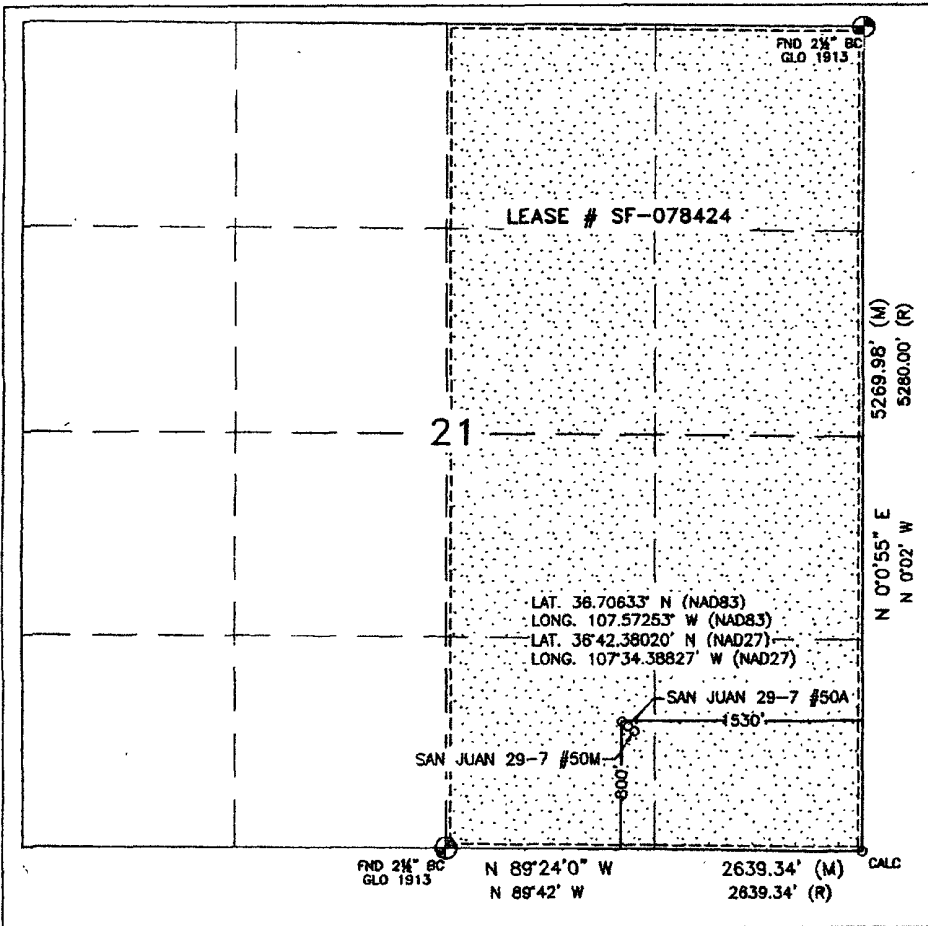 FND 2½" BC
GLO 1913
LEASE # SF-078424
5269.98' (M)
5280.00' (R)
21
N 0°0'55" E
N 0°02' W
LAT. 36.70633° N (NAD83)
LONG. 107.57253° W (NAD83)
LAT. 36°42.38020' N (NAD27)
LONG. 107°34.38827' W (NAD27)
SAN JUAN 29-7 #50A
1530'
SAN JUAN 29-7 #50M
800'
FND 2½" BC
GLO 1913
N 89°24'0" W
N 89°42' W
2639.34' (M)
2639.34' (R)
CALC